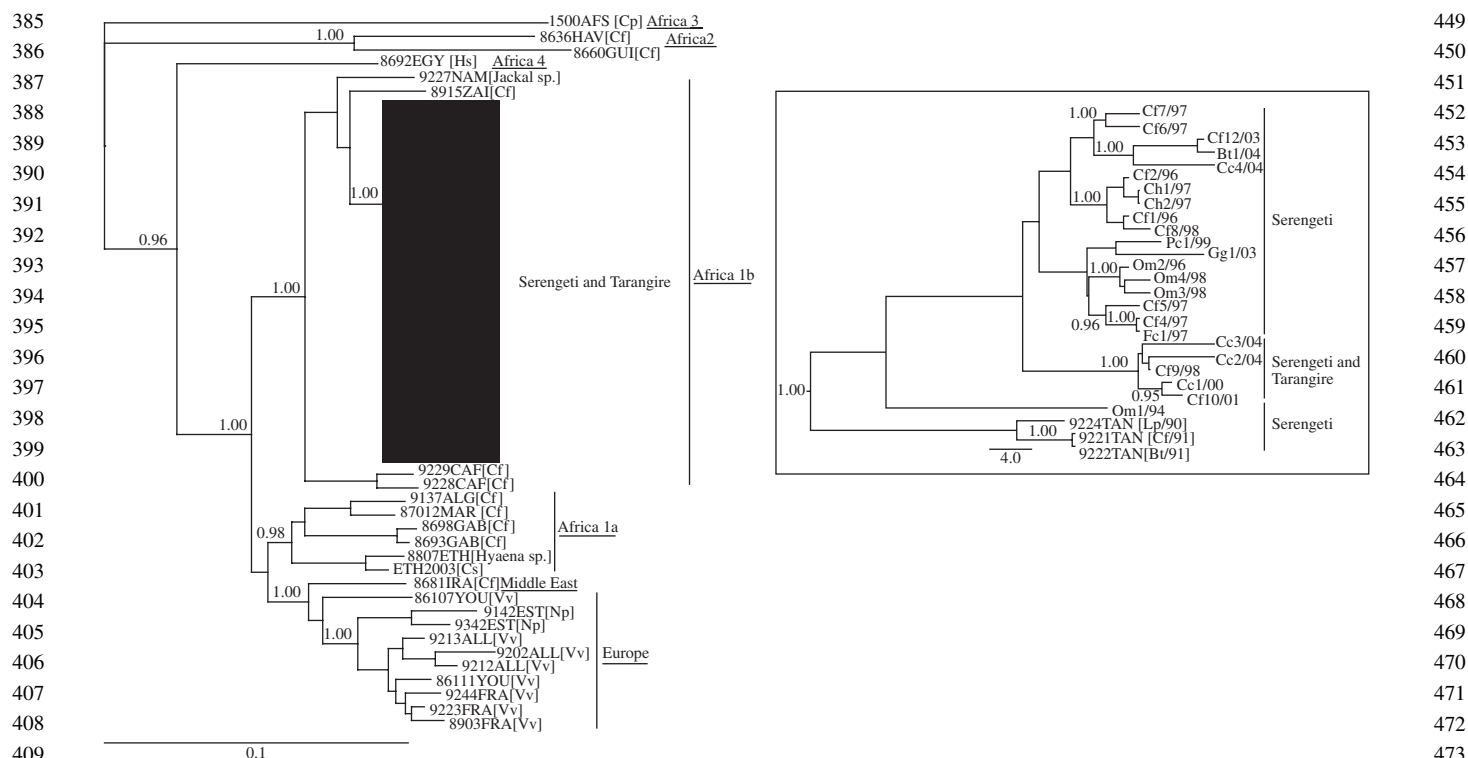 385
386
387
388
389
390
391
392
393
394
395
396
397
398
399
400
401
402
403
404
405
406
407
408
409
1500AFS [Cp] Africa 3
1.00
8636HAV[Cf] Africa2
8660GUI[Cf]
8692EGY [Hs] Africa 4
9227NAM[Jackal sp.]
8915ZAI[Cf]
1.00
0.96
1.00
Serengeti and Tarangire
Africa 1b
1.00
9229CAF[Cf]
9228CAF[Cf]
9137ALG[Cf]
87012MAR [Cf]
0.98
8698GAB[Cf]
Africa 1a
8693GAB[Cf]
8807ETH[Hyaena sp.]
ETH2003[Cs]
8681IRA[Cf] Middle East
1.00
86107YOU[Vv]
9142EST[Np]
9342EST[Np]
1.00
9213ALL[Vv]
9202ALL[Vv]
Europe
9212ALL[Vv]
86111YOU[Vv]
9244FRA[Vv]
9223FRA[Vv]
8903FRA[Vv]
0.1
1.00
Cf7/97
Cf6/97
Cf12/03
1.00
Bt1/04
Cc4/04
Cf2/96
Ch1/97
1.00
Ch2/97
Cf1/96
Cf8/98
Serengeti
Pc1/99
Gg1/03
1.00
Om2/96
Om4/98
Om3/98
Cf5/97
0.96
1.00
Cf4/97
Fc1/97
Cc3/04
1.00
Cc2/04
Serengeti and
Cf9/98
Tarangire
1.00
Cc1/00
0.95
Cf10/01
Om1/94
Serengeti
9224TAN [Lp/90]
1.00
9221TAN [Cf/91]
9222TAN[Bt/91]
4.0
449
450
451
452
453
454
455
456
457
458
459
460
461
462
463
464
465
466
467
468
469
470
471
472
473